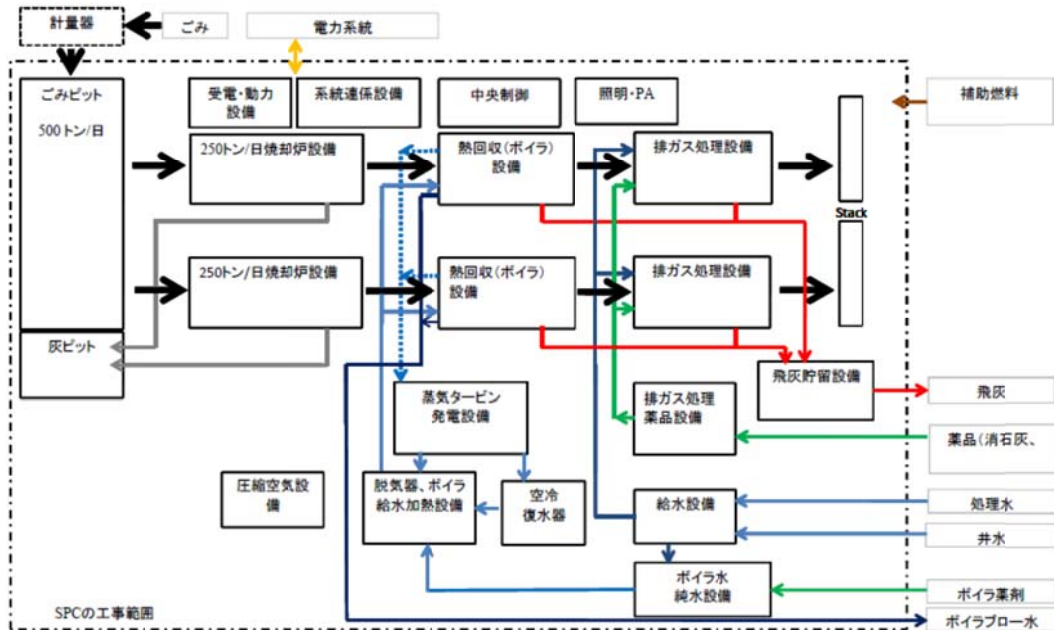 計量器
ごみ
電力系統
ごみピット
500トン/日
受電・動力
設備
系統連係設備
中央制御
照明・PA
補助燃料
250トン/日焼却炉設備
熱回収(ボイラ)
設備
排ガス処理設備
Stack
250トン/日焼却炉設備
熱回収(ボイラ)
設備
排ガス処理設備
灰ピット
飛灰貯留設備
飛灰
蒸気タービン
発電設備
排ガス処理
薬品設備
薬品(消石灰、
圧縮空気設
備
脱気器、ボイラ
給水加熱設備
空冷
復水器
給水設備
処理水
井水
ボイラ水
純水設備
ボイラ薬剤
SPCの工事範囲
ボイラブロー水